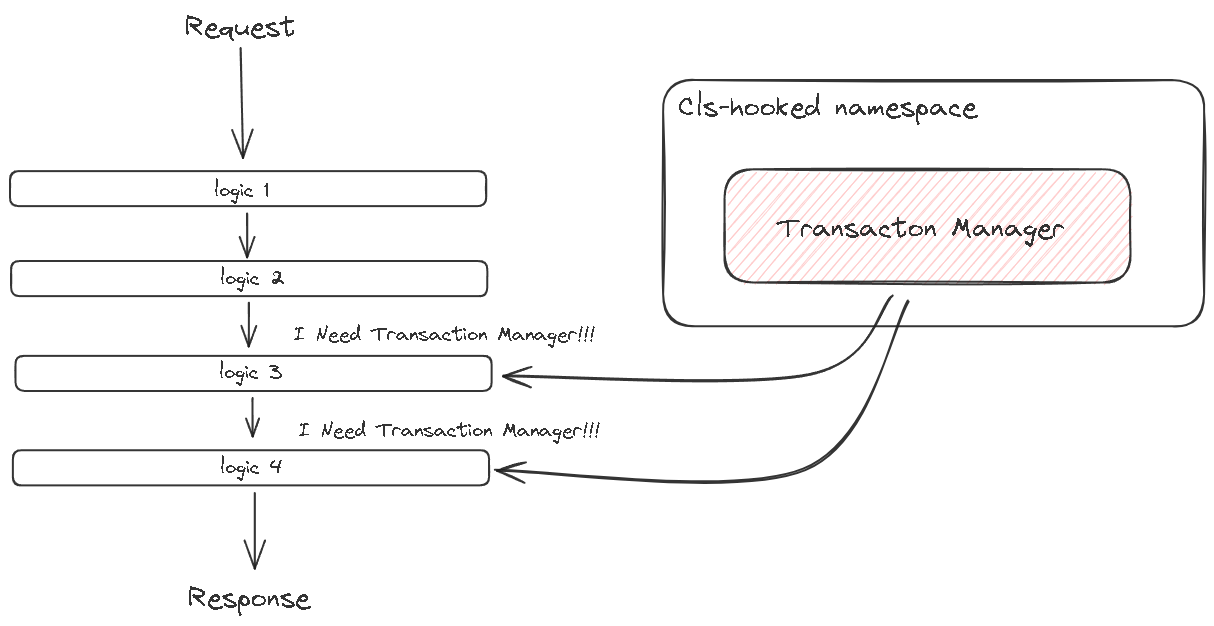 Request
Cls-hooked namespace
logic 1
Transacton Manager
logic 2
I Need Transaction Manager!!!
logic 3
I Need Transaction Manager!!!
logic 4
Response